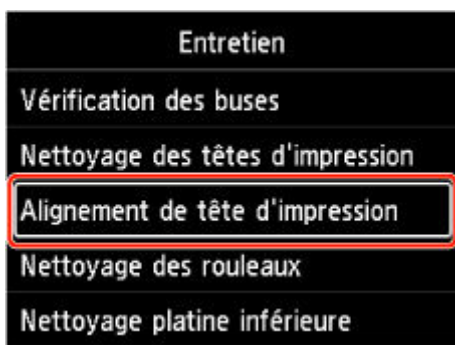 Entretien
Vérification des buses
Nettoyage des têtes d'impression
Alignement de tête d'impression
Nettoyage des rouleaux
Nettoyage platine inférieure